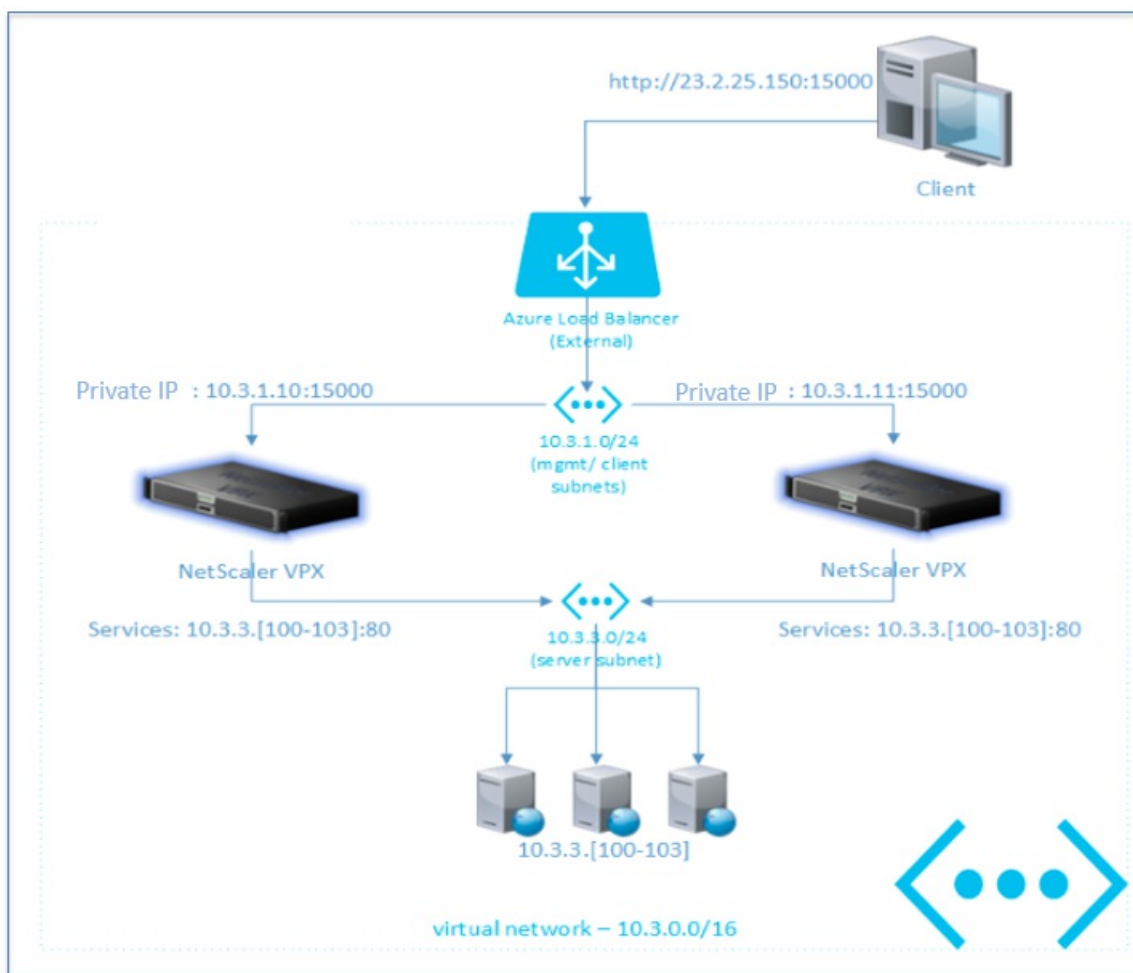 http://23.2.25.150:15000
Client
Azure Load Balancer
(External)
Private IP : 10.3.1.10:15000
Private IP : 10.3.1.11:15000
10.3.1.0/24
(mgmt/ client
subnets)
NetScaler VPX
NetScaler VPX
Services: 10.3.3.[100-103]:80
Services: 10.3.3.[100-103]:80
10.3.3.0/24
(server subnet)
10.3.3.[100-103]
virtual network – 10.3.0.0/16